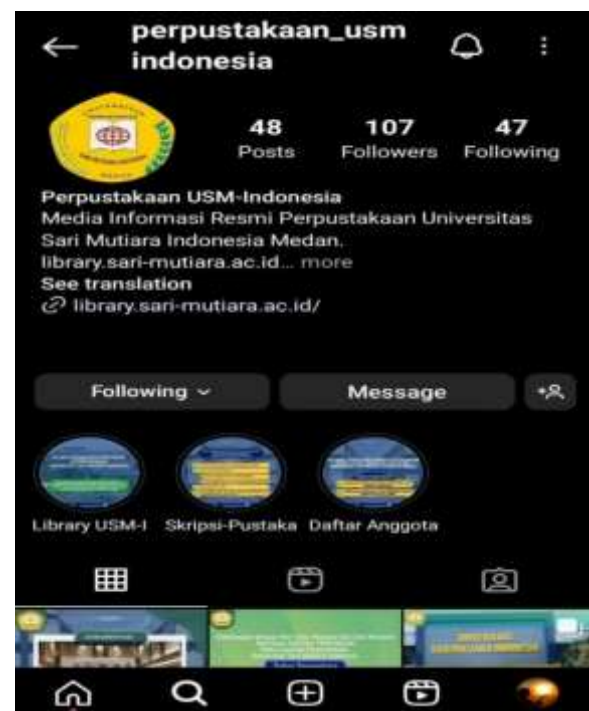 perpustakaan_usm
indonesia
48 107 47
Posts Followers Following
Perpustakaan USM-Indonesia
Media Informasi Resmi Perpustakaan Universitas
Sari Mutiara Indonesia Medan.
library.sari-mutiara.ac.id... more
See translation
library.sari-mutiara.ac.id/
Following Message
Library USM-I Skripsi-Pustaka Daftar Anggota